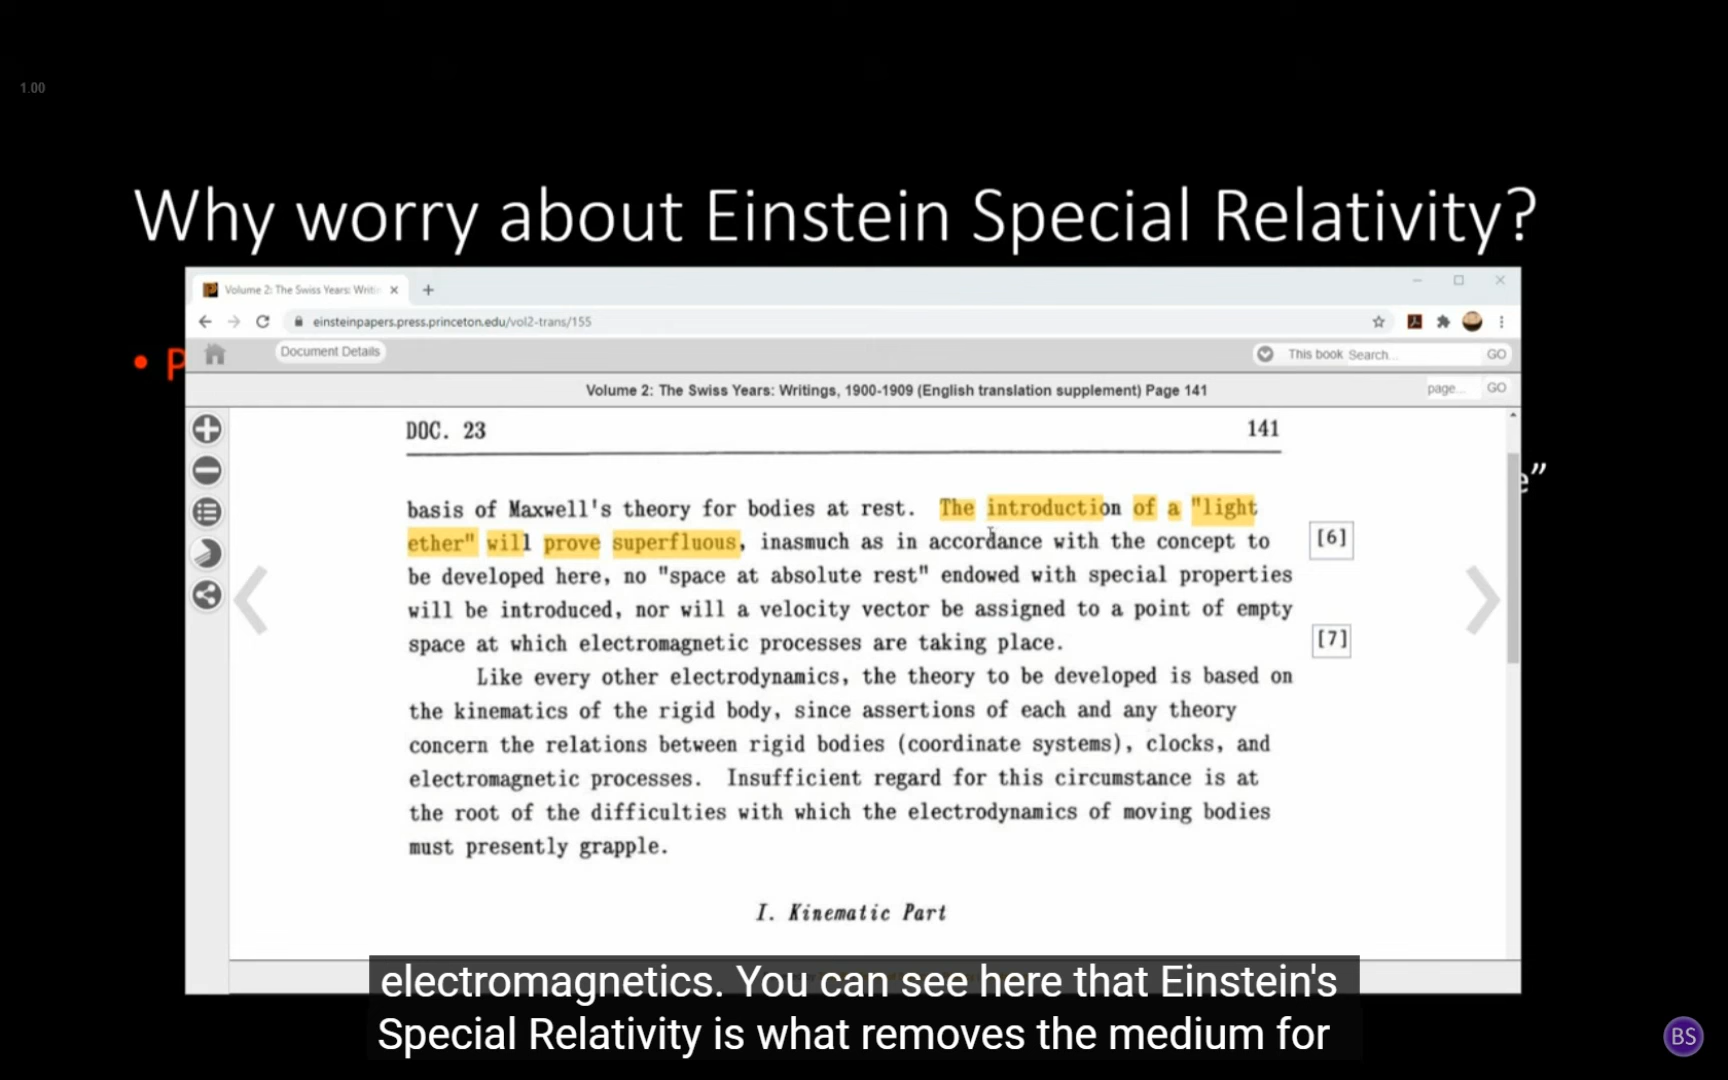 1.00
Why worry about Einstein Special Relativity?
• P
Volume 2: The Swiss Years: Writin
einsteinpapers.press.princeton.edu/vol2-trans/155
Document Details
This book Search... GO
Volume 2: The Swiss Years: Writings, 1900-1909 (English translation supplement) Page 141
page... GO
DOC. 23 141
e”
basis of Maxwell's theory for bodies at rest. The introduction of a "light
ether" will prove superfluous, inasmuch as in accordance with the concept to [6]
be developed here, no "space at absolute rest" endowed with special properties
will be introduced, nor will a velocity vector be assigned to a point of empty
space at which electromagnetic processes are taking place. [7]
Like every other electrodynamics, the theory to be developed is based on
the kinematics of the rigid body, since assertions of each and any theory
concern the relations between rigid bodies (coordinate systems), clocks, and
electromagnetic processes. Insufficient regard for this circumstance is at
the root of the difficulties with which the electrodynamics of moving bodies
must presently grapple.
I. Kinematic Part
electromagnetics. You can see here that Einstein's
Special Relativity is what removes the medium for
BS